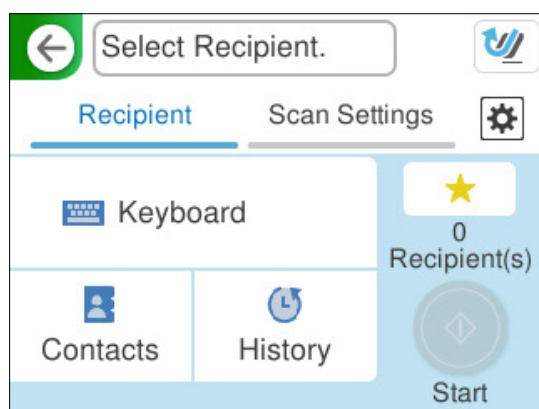 Select Recipient.
Recipient
Scan Settings
Keyboard
0
Recipient(s)
Contacts
History
Start